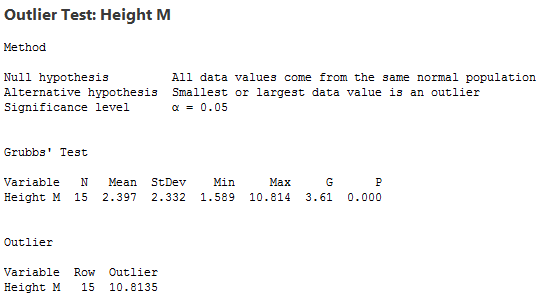 Outlier Test: Height M
Method
Null hypothesis All data values come from the same normal population
Alternative hypothesis Smallest or largest data value is an outlier
Significance level α = 0.05
Grubbs' Test
Variable N Mean StDev Min Max G P
Height M 15 2.397 2.332 1.589 10.814 3.61 0.000
Outlier
Variable Row Outlier
Height M 15 10.8135